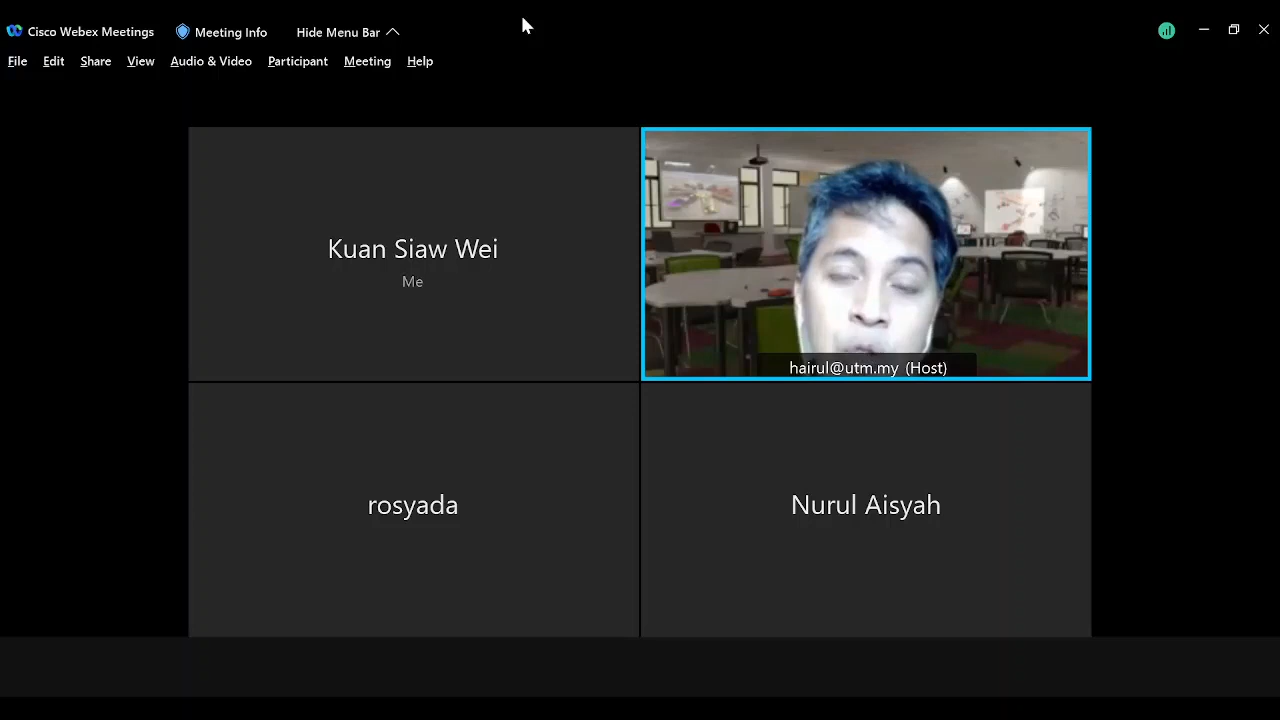 Cisco Webex Meetings Meeting Info Hide Menu Bar
File Edit Share View Audio & Video Participant Meeting Help
Kuan Siaw Wei
Me
hairul@utm.my (Host)
rosyada
Nurul Aisyah